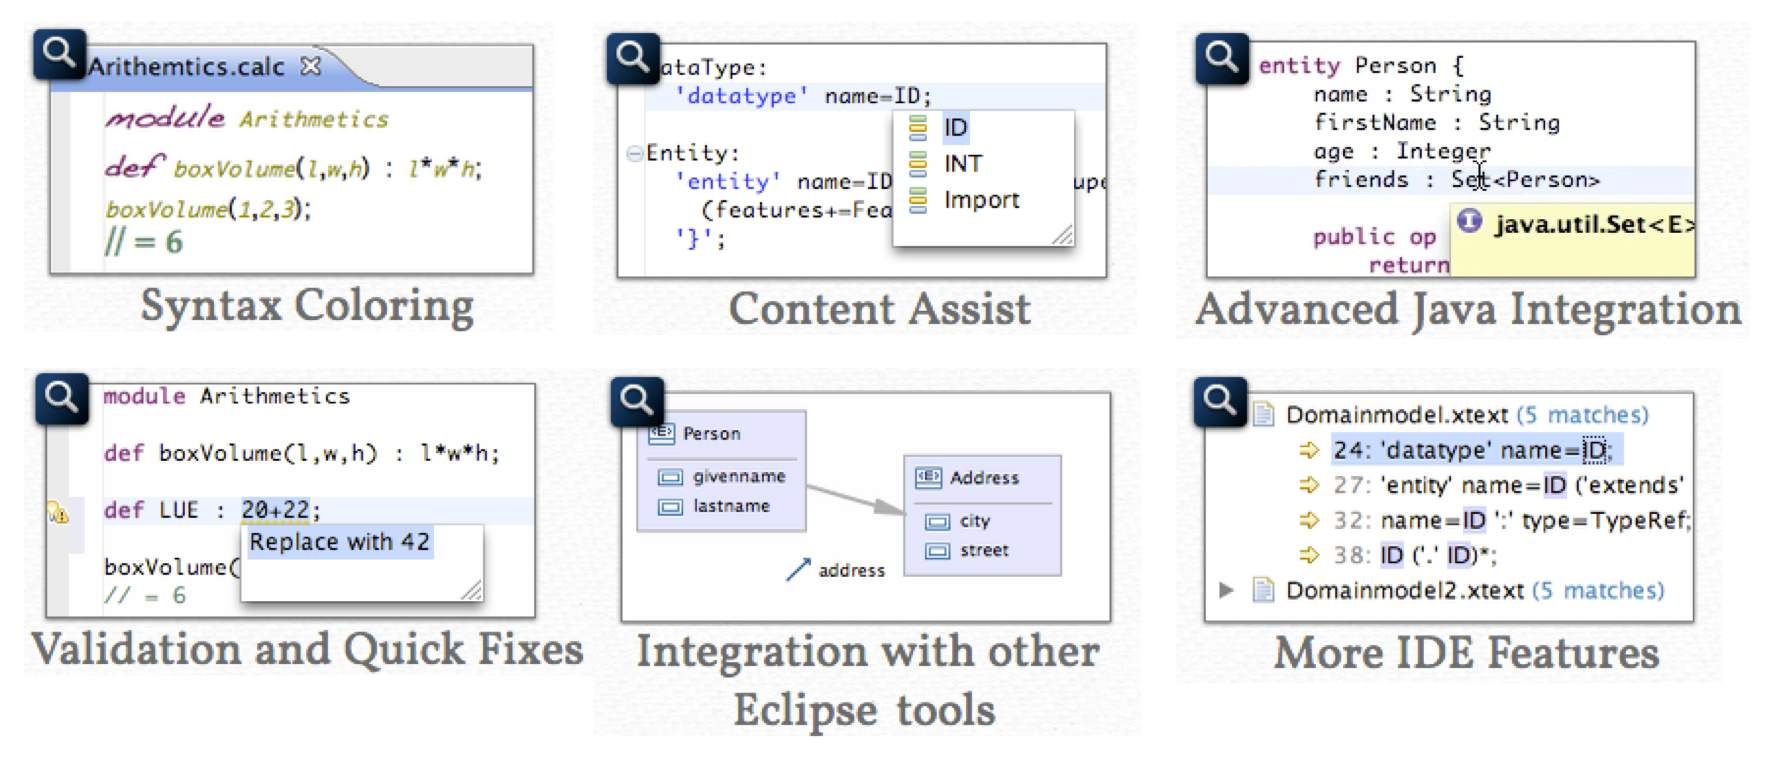 Arithemtics.calc
module Arithmetics
def boxVolume(l,w,h) : l*w*h;
boxVolume(1,2,3);
// = 6
Syntax Coloring
ataType:
'datatype' name=ID;
ID
INT
Import
Entity:
'entity' name=ID
(features+=Fea
'}';
Content Assist
entity Person {
name : String
firstName : String
age : Integer
friends : Set<Person>
java.util.Set<E>
public op
return
Advanced Java Integration
module Arithmetics
def boxVolume(l,w,h) : l*w*h;
def LUE : 20+22;
Replace with 42
boxVolume(
// = 6
Validation and Quick Fixes
<E> Person
givenname
lastname
<E> Address
city
street
address
Integration with other
Eclipse tools
Domainmodel.xtext (5 matches)
24: 'datatype' name=ID;
27: 'entity' name=ID ('extends'
32: name=ID ':' type=TypeRef;
38: ID ('.' ID)*;
Domainmodel2.xtext (5 matches)
More IDE Features